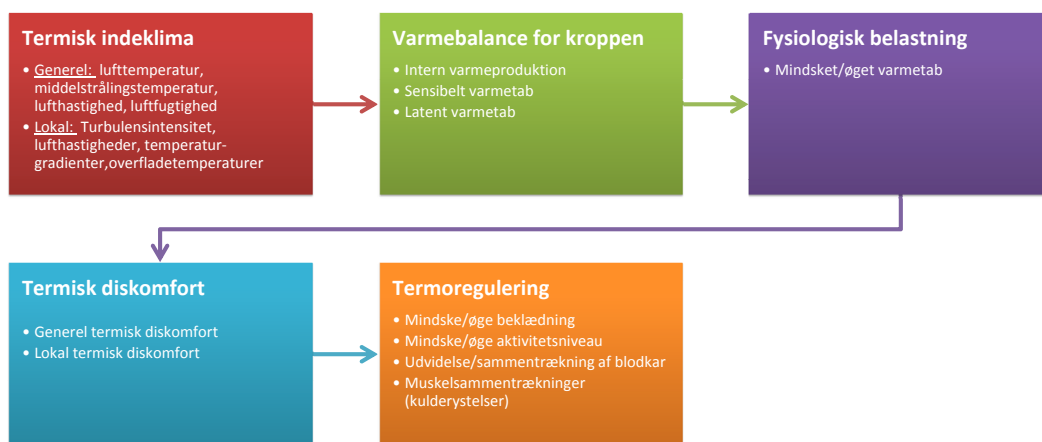 Termisk indeklima
• Generel: lufttemperatur,
middelstrålingstemperatur,
lufthastighed, luftfugtighed
• Lokal: Turbulensintensitet,
lufthastigheder, temperatur-
gradienter,overfladetemperaturer
Varmebalance for kroppen
• Intern varmeproduktion
• Sensibelt varmetab
• Latent varmetab
Fysiologisk belastning
• Mindsket/øget varmetab
Termisk diskomfort
• Generel termisk diskomfort
• Lokal termisk diskomfort
Termoregulering
• Mindske/øge beklædning
• Mindske/øge aktivitetsniveau
• Udvidelse/sammentrækning af blodkar
• Muskelsammentrækninger
(kulderystelser)